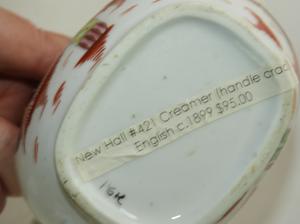 New Hall #421 Creamer (handle crac
English c.1899 $95.00